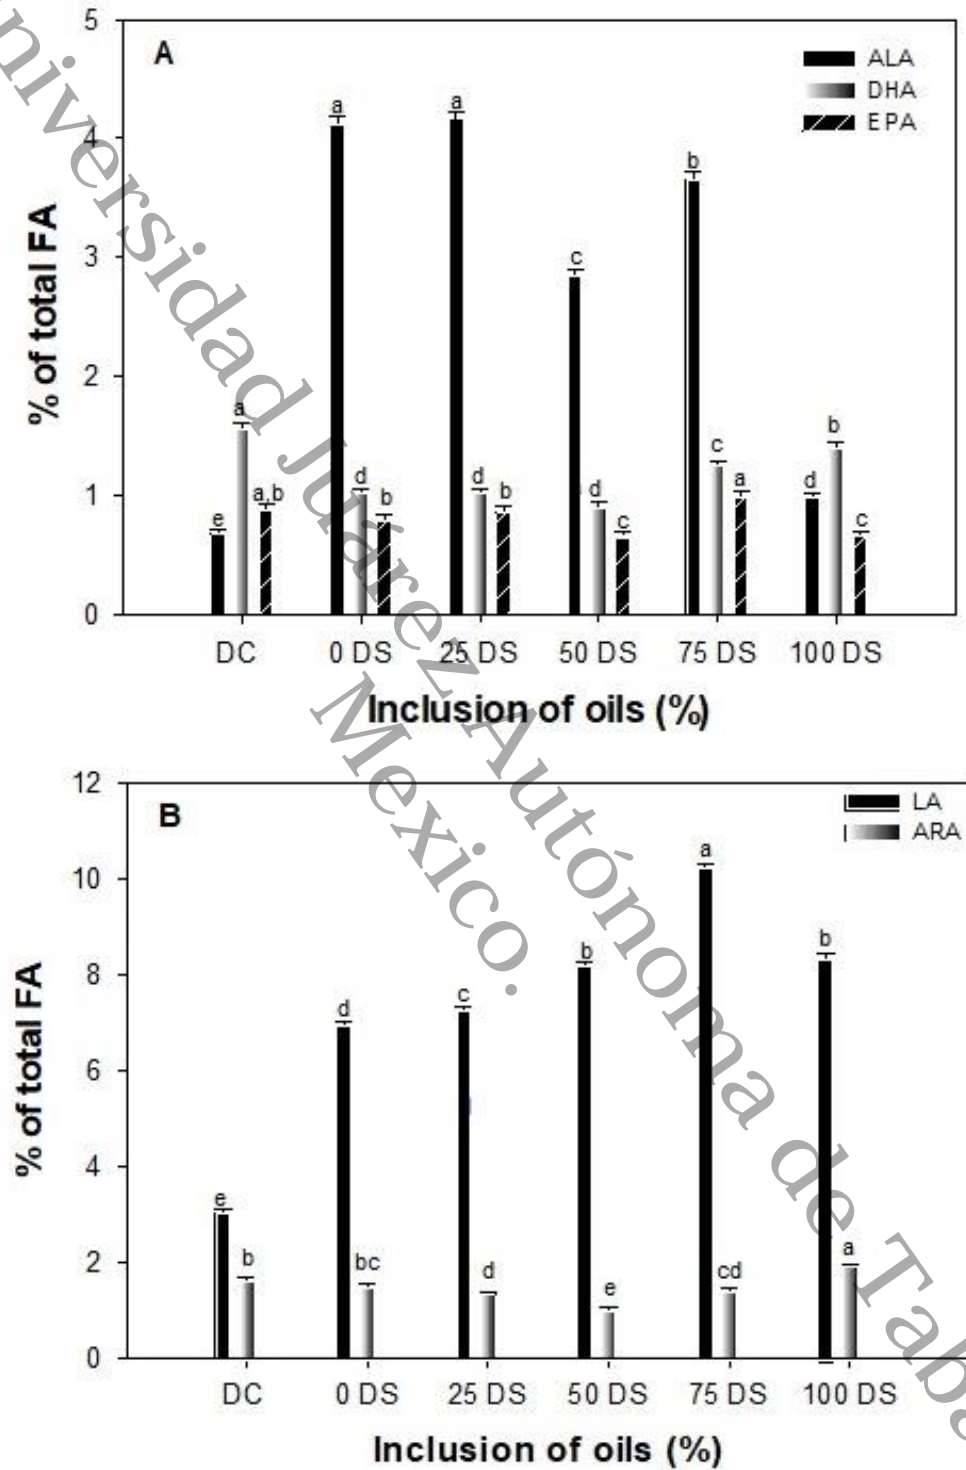 5
A
ALA
DHA
EPA
4
3
2
1
0
% of total FA
a
a
b
c
a
e
a,b
d
b
d
b
d
c
c
a
d
b
c
DC 0 DS 25 DS 50 DS 75 DS 100 DS
Inclusion of oils (%)
12
B
LA
ARA
10
8
6
4
2
0
% of total FA
a
b
b
c
d
e
b
bc
d
e
cd
a
DC 0 DS 25 DS 50 DS 75 DS 100 DS
Inclusion of oils (%)
niversidad Juárez Autónoma de Taba
Mexico.